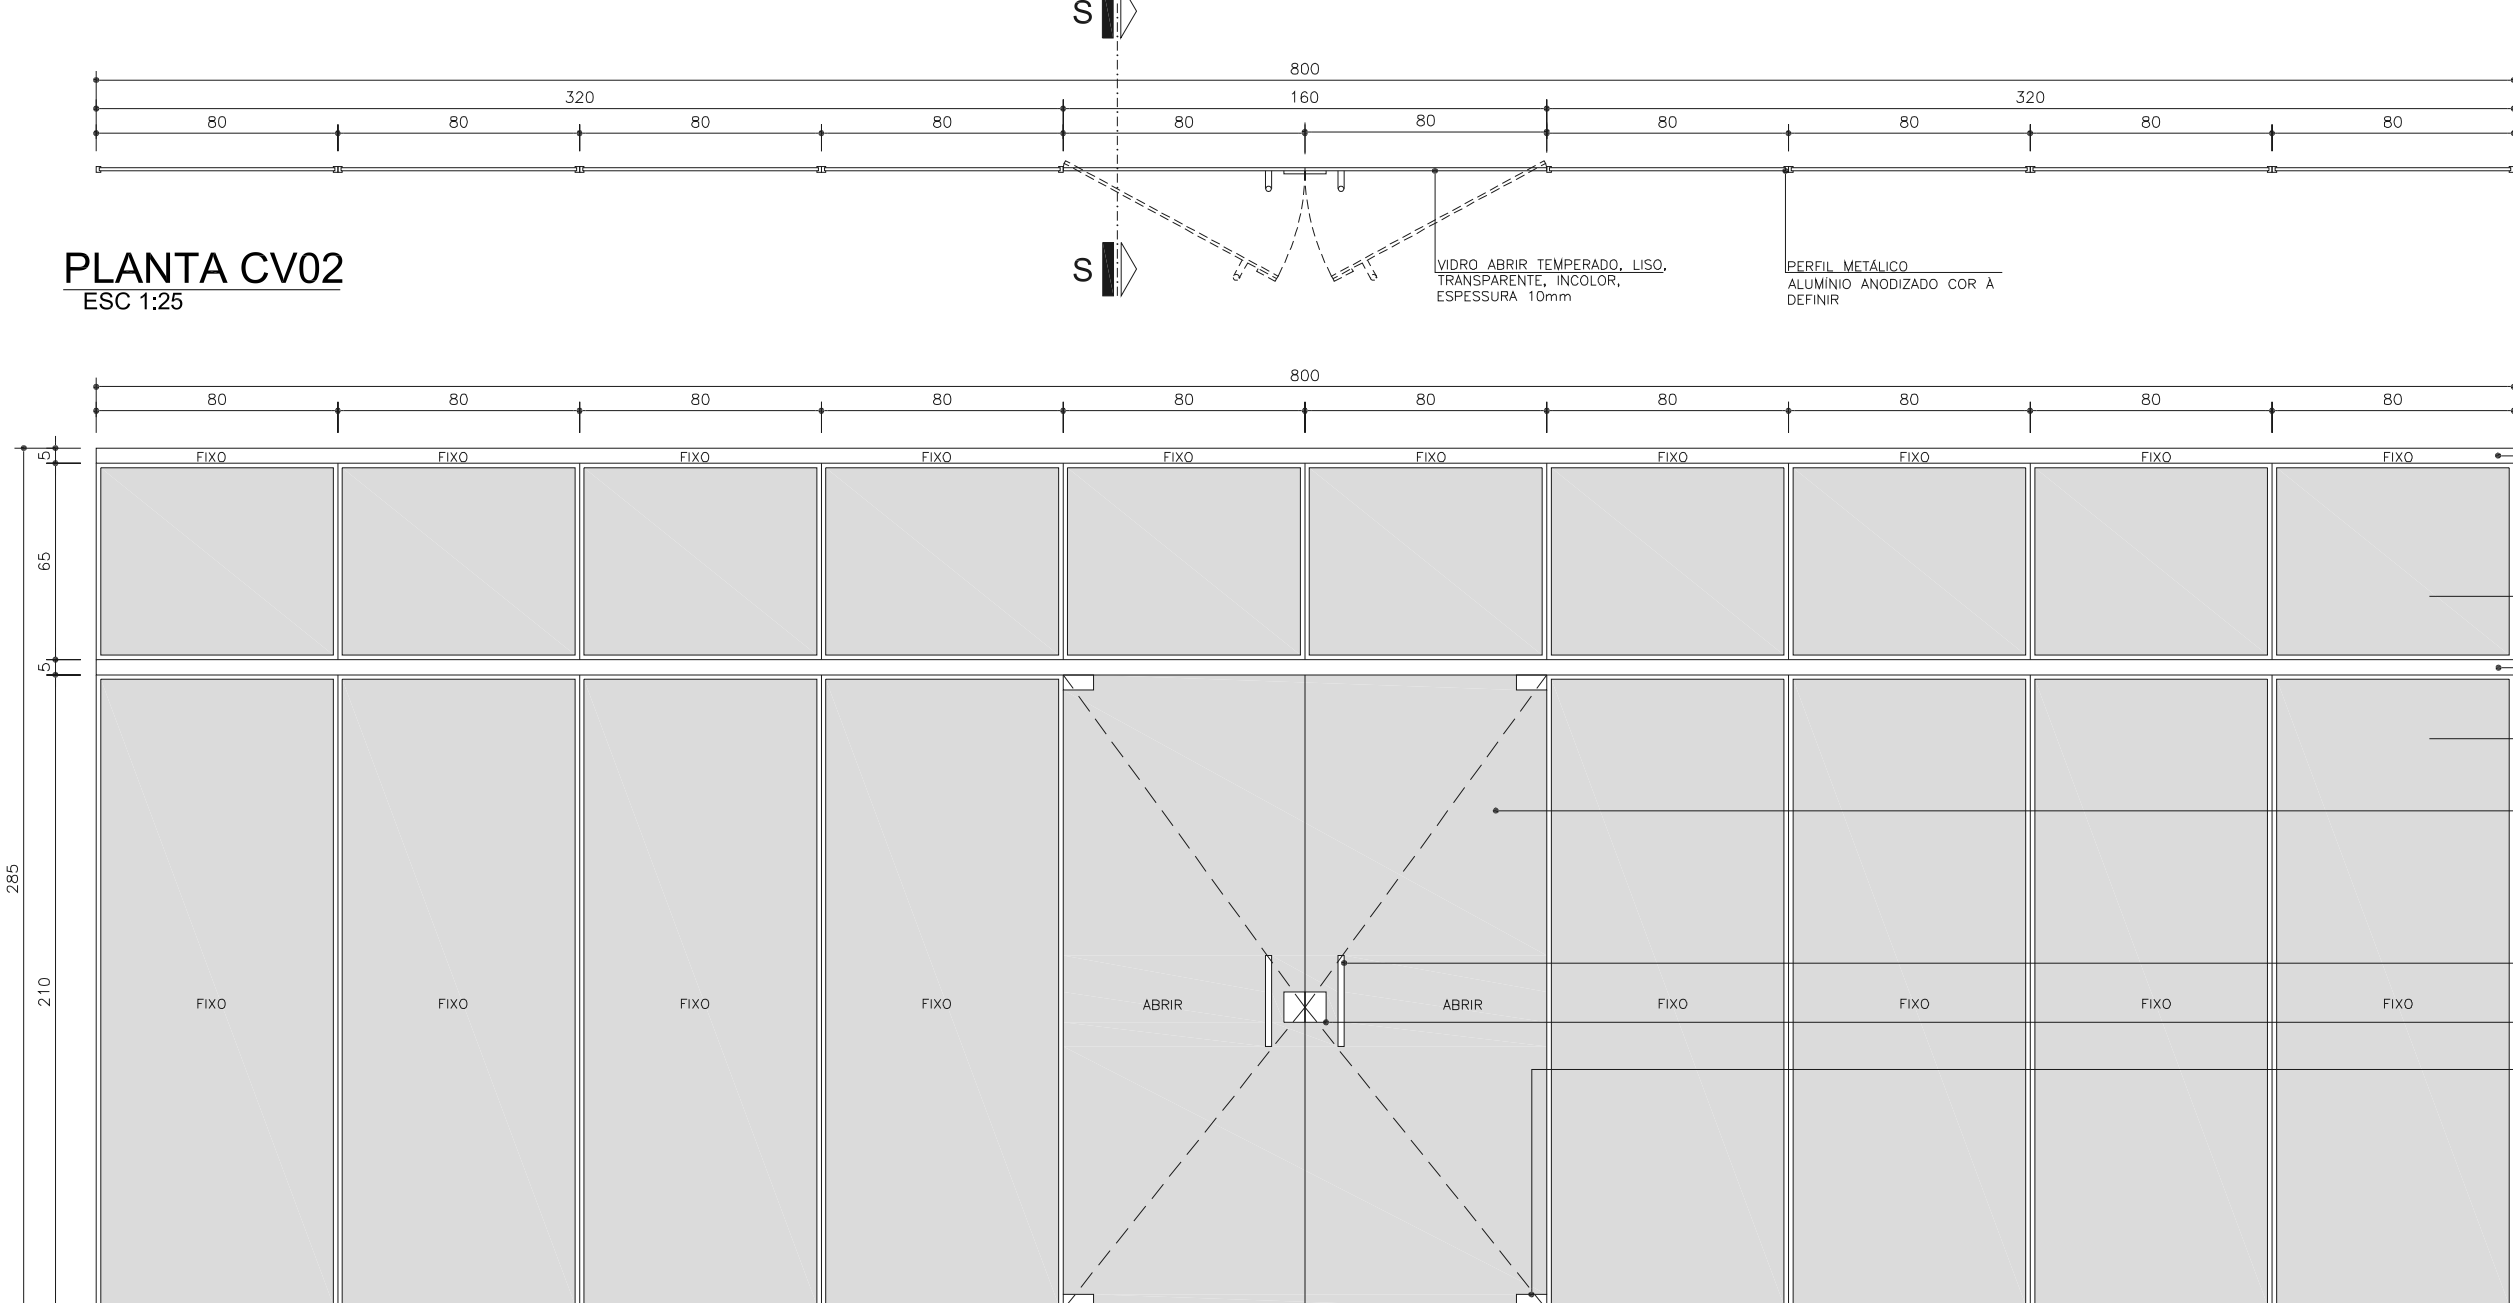 S
800
320 160 320
80 80 80 80 80 80 80 80 80 80
PLANTA CV02
ESC 1:25
S
VIDRO ABRIR TEMPERADO, LISO,
TRANSPARENTE, INCOLOR,
ESPESSURA 10mm
PERFIL METÁLICO
ALUMÍNIO ANODIZADO COR À
DEFINIR
800
80 80 80 80 80 80 80 80 80 80
5
FIXO FIXO FIXO FIXO FIXO FIXO FIXO FIXO FIXO FIXO
65
5
285
210
FIXO FIXO FIXO FIXO ABRIR ABRIR FIXO FIXO FIXO FIXO